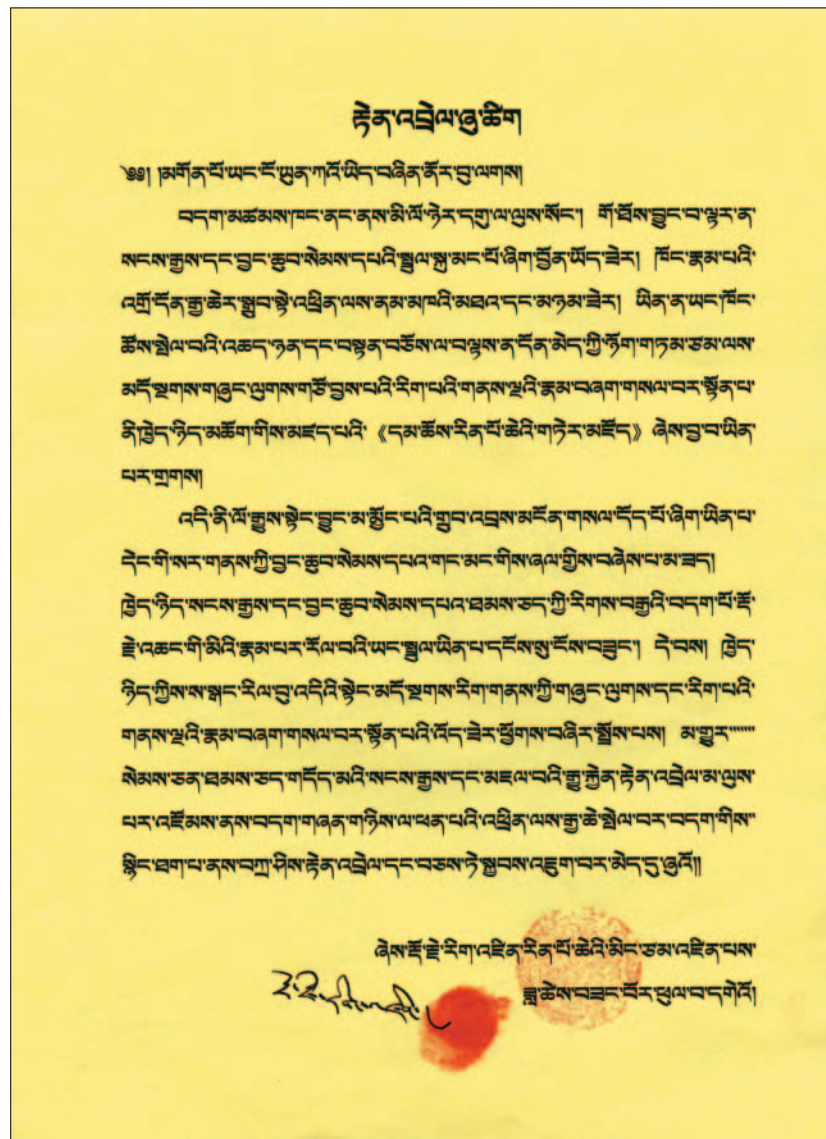 རྟེན་འབྲེལ་ཞུ་ཚིག
༄༅། །མགོན་པོ་ཡང་ངོ་ཡུན་ཀའོ་ཡིད་བཞིན་ནོར་བུ་ལགས།
བདག་མཚམས་ཁང་ནང་ནས་མི་ལོ་ཉེར་དགུ་ལ་ལུས་སོང་། གོ་ཐོས་བྱུང་བ་ལྟར་ན་
སངས་རྒྱས་དང་བྱང་ཆུབ་སེམས་དཔའི་སྤྲུལ་སྐུ་མང་པོ་ཞིག་བྱོན་ཡོད་ཟེར། ཁོང་རྣམ་པའི་
འགྲོ་དོན་རྒྱ་ཆེར་སྒྲུབ་སྟེ་འཕྲིན་ལས་ནམ་མཁའི་མཐའ་དང་མ་ཉམ་ཟེར། ཡིན་ན་ཡང་ཁོང་
ཚོས་སྤེལ་བའི་འཆད་ཉན་དང་བསྟན་བཅོས་ལ་བལྟས་ན་དོན་མེད་ཀྱི་ཉོག་གཏམ་ཙམ་ལས་
མདོ་སྔགས་གཞུང་ལུགས་གཙོ་བྱས་པའི་རིག་པའི་གནས་ལྔའི་རྣམ་བཞག་གསལ་བར་སྟོན་པ་
ནི་ཁྱེད་ཉིད་མཆོག་གིས་མཛད་པའི་ 《དམ་ཆོས་རིན་པོ་ཆེའི་གཏེར་མཛོད》 ཞེས་བྱ་བ་ཡིན་
པར་གྲགས།
འདི་ནི་ལོ་རྒྱུས་སྟེང་བྱུང་མ་མྱོང་པའི་གྲུབ་འབྲས་མངོན་གསལ་དོད་པོ་ཞིག་ཡིན་པ་
དེང་གི་སར་གནས་ཀྱི་བྱང་ཆུབ་སེམས་དཔའ་གང་མང་གིས་ཞལ་གྱིས་བཞེས་པ་མ་ཟད།
ཁྱེད་ཉིད་སངས་རྒྱས་དང་བྱང་ཆུབ་སེམས་དཔའ་ཐམས་ཅད་ཀྱི་རིགས་བརྒྱའི་བདག་པོ་རྡོ་
རྗེ་འཆང་གི་མིའི་རྣམ་པར་རོལ་བའི་ཡང་སྤྲུལ་ཡིན་པ་དངོས་སུ་ངོས་བཟུང་། དེ་བས། ཁྱེད་
ཉིད་ཀྱིས་ས་སྒང་རིལ་བུ་འདིའི་སྟེང་མདོ་སྔགས་རིག་གནས་ཀྱི་གཞུང་ལུགས་དང་རིག་པའི་
གནས་ལྔའི་རྣམ་བཞག་གསལ་བར་སྟོན་པའི་འོད་ཟེར་ཕྱོགས་བཞིར་སྤྲོས་པས། མ་གྱུར་་་་་་་
སེམས་ཅན་ཐམས་ཅད་གདོད་མའི་སངས་རྒྱས་དང་མཇལ་བའི་རྒྱུ་རྐྱེན་རྟེན་འབྲེལ་མ་ལུས་
པར་འཛོམས་ནས་བདག་གཞན་གཉིས་ལ་ཕན་པའི་འཕྲིན་ལས་རྒྱ་ཆེ་སྤེལ་བར་བདག་གིས་་
སྙིང་ཐག་པ་ནས་བཀྲ་ཤིས་རྟེན་འབྲེལ་དང་བཅས་ཏེ་སྐྱབས་འཇུག་བར་མེད་དུ་ཞུའོ།།
ཞེས་རྡོ་རྗེ་རིག་འཛིན་རིན་པོ་ཆེའི་མིང་ཙམ་འཛིན་པས་
ཟླ་ཚེས་བཟང་པོར་ཕུལ་བ་དགེའོ།